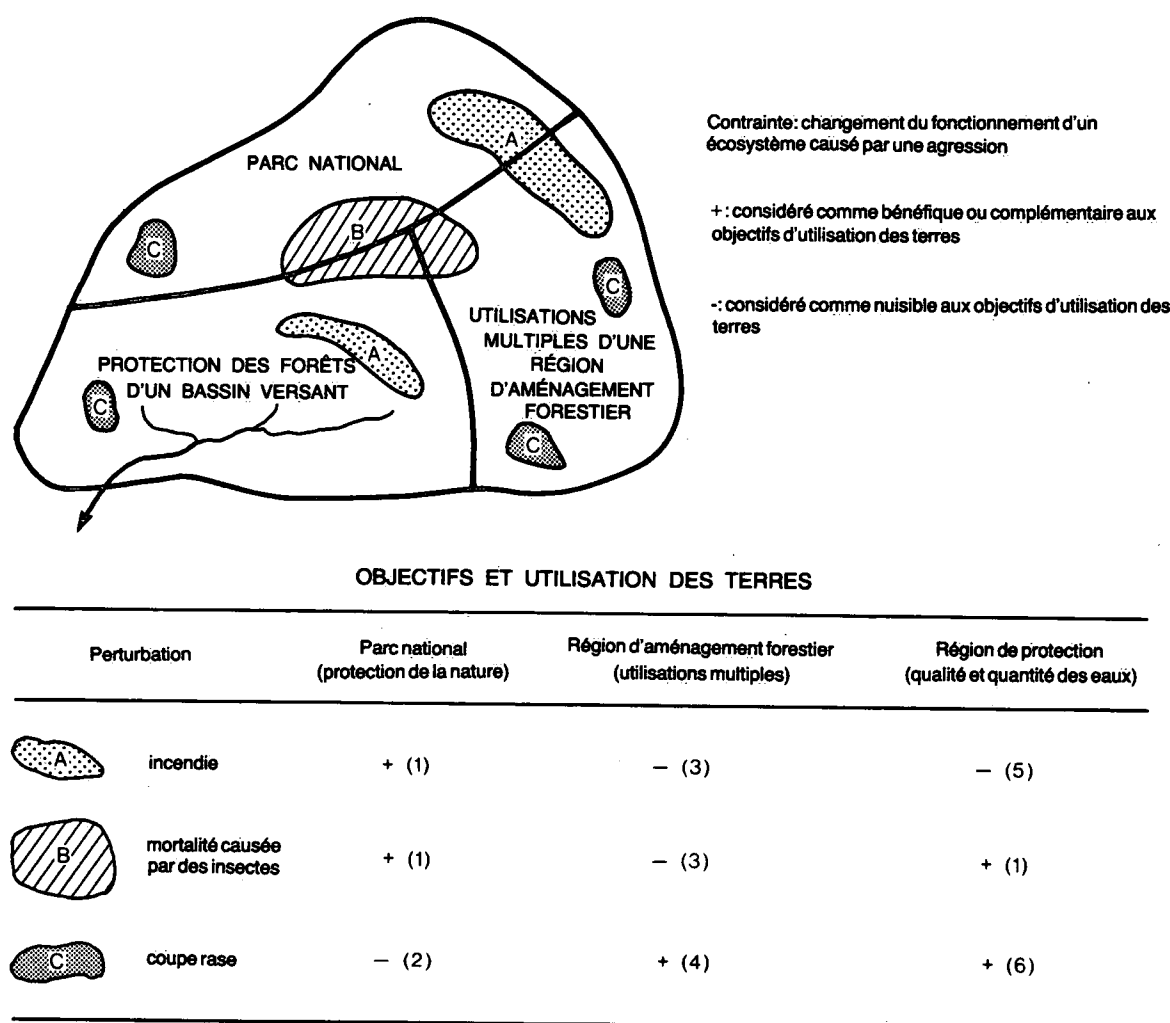 A
PARC NATIONAL
B
C
C
UTILISATIONS
MULTIPLES D'UNE
RÉGION
D'AMÉNAGEMENT
FORESTIER
A
PROTECTION DES FORÊTS
D'UN BASSIN VERSANT
C
C
Contrainte: changement du fonctionnement d'un
écosystème causé par une agression
+: considéré comme bénéfique ou complémentaire aux
objectifs d'utilisation des terres
-: considéré comme nuisible aux objectifs d'utilisation des
terres
OBJECTIFS ET UTILISATION DES TERRES
Perturbation
Parc national
(protection de la nature)
Région d'aménagement forestier
(utilisations multiples)
Région de protection
(qualité et quantité des eaux)
A incendie + (1) − (3) − (5)
B mortalité causée
par des insectes + (1) − (3) + (1)
C coupe rase − (2) + (4) + (6)